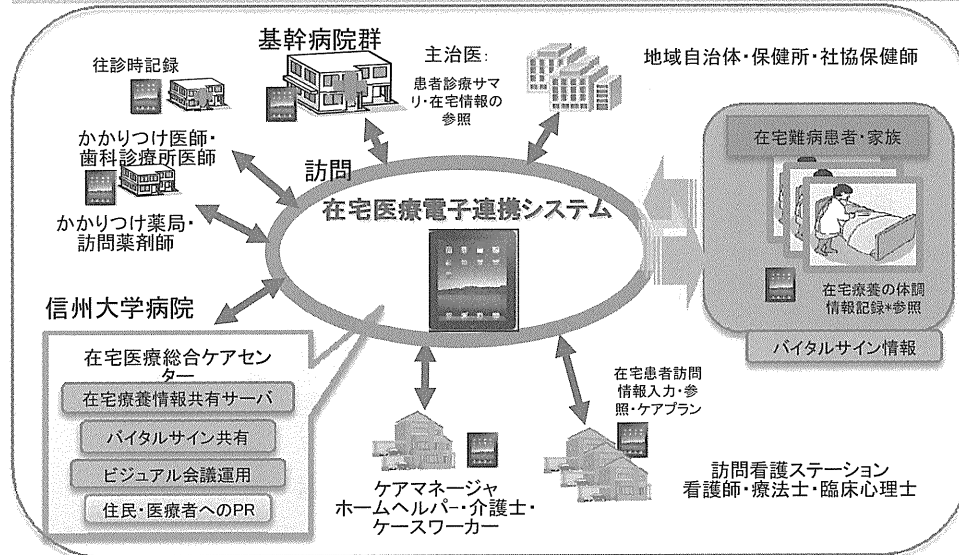 基幹病院群
往診時記録
主治医:
患者診療サマ
リ・在宅情報の
参照
地域自治体・保健所・社協保健師
かかりつけ医師・
歯科診療所医師
訪問
在宅難病患者・家族
かかりつけ薬局・
訪問薬剤師
在宅医療電子連携システム
在宅療養の体調
情報記録*参照
バイタルサイン情報
信州大学病院
在宅医療総合ケアセン
ター
在宅療養情報共有サーバ
バイタルサイン共有
ビジュアル会議運用
住民・医療者へのPR
在宅患者訪問
情報入力・参
照・ケアプラン
ケアマネージャ
ホームヘルパー・介護士・
ケースワーカー
訪問看護ステーション
看護師・療法士・臨床心理士